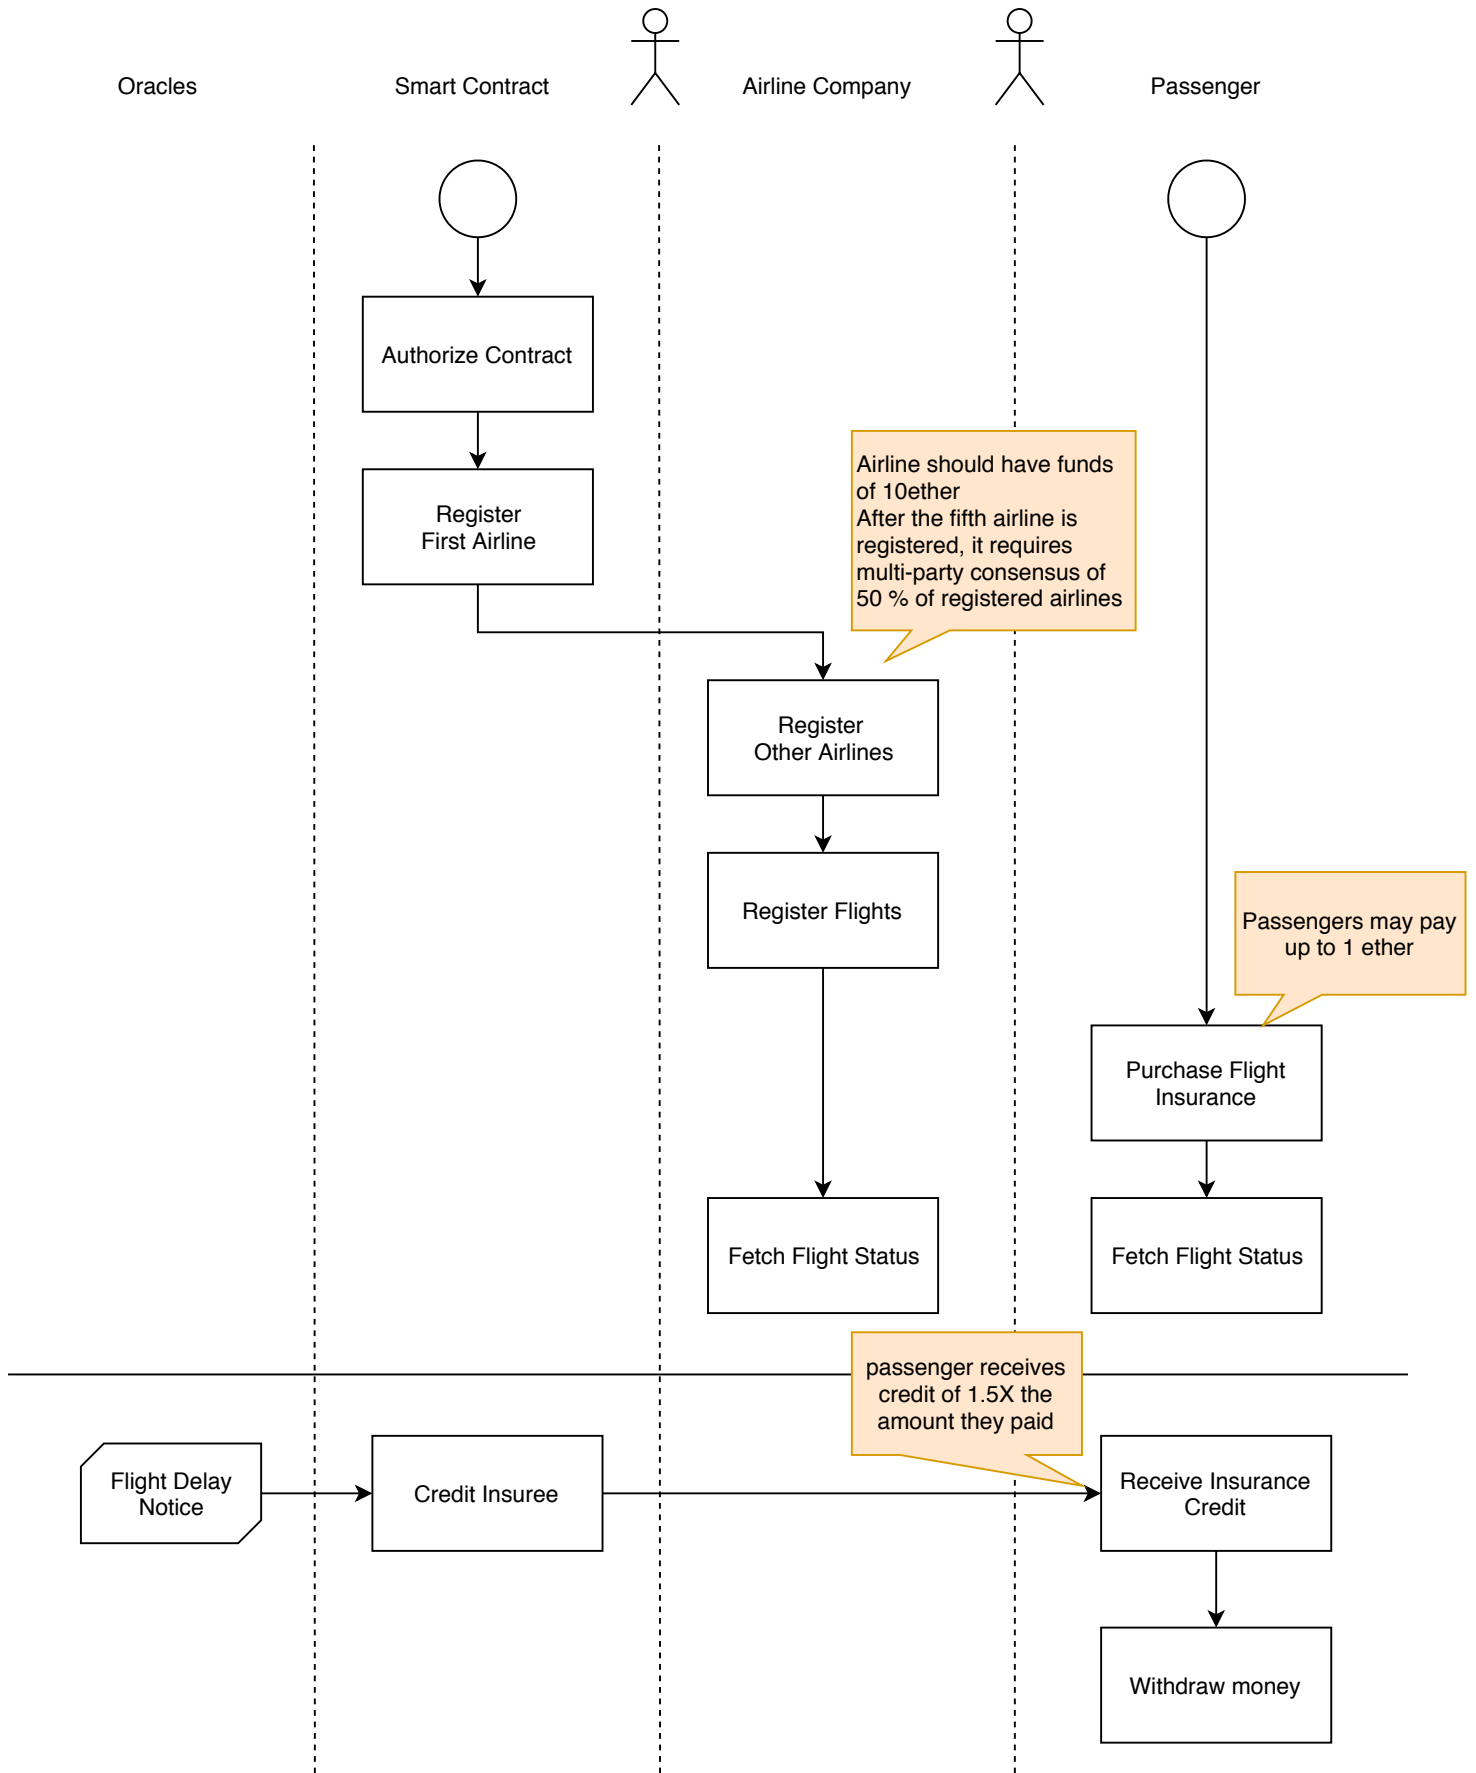 Oracles
Smart Contract
Airline Company
Passenger
Authorize Contract
Register
First Airline
Airline should have funds
of 10ether
After the fifth airline is
registered, it requires
multi-party consensus of
50 % of registered airlines
Register
Other Airlines
Register Flights
Passengers may pay
up to 1 ether
Purchase Flight
Insurance
Fetch Flight Status
Fetch Flight Status
passenger receives
credit of 1.5X the
amount they paid
Flight Delay
Notice
Credit Insuree
Receive Insurance
Credit
Withdraw money